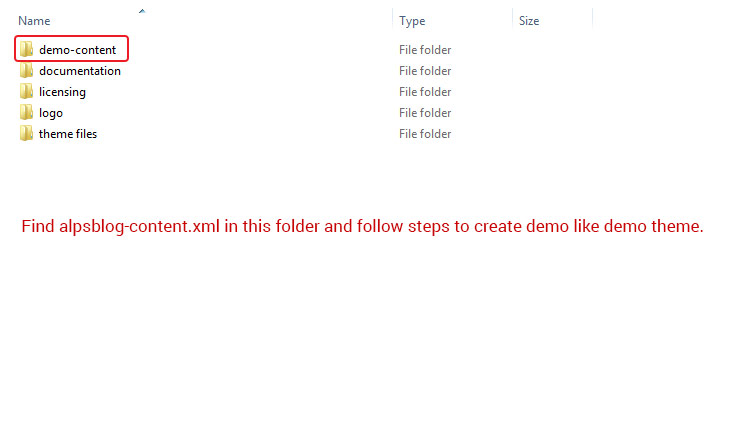 Name Type Size
demo-content File folder
documentation File folder
licensing File folder
logo File folder
theme files File folder
Find alpsblog-content.xml in this folder and follow steps to create demo like demo theme.